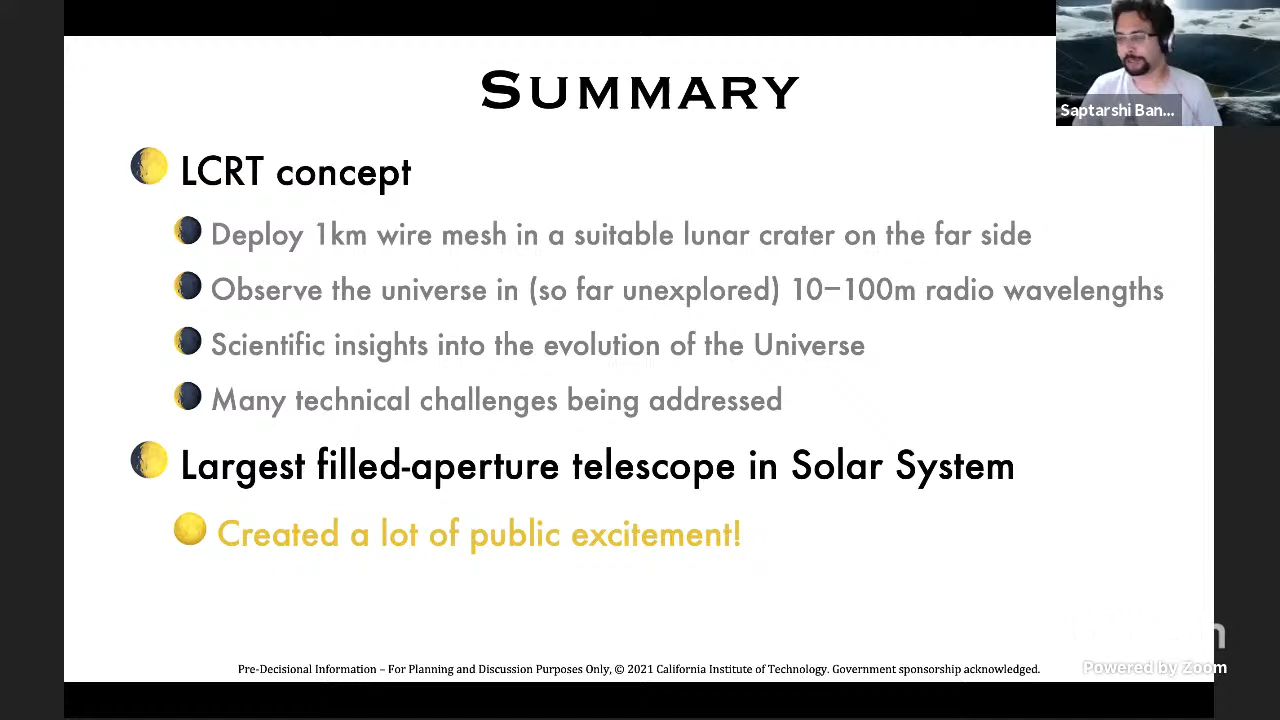 SUMMARY
Saptarshi Ban...
LCRT concept
Deploy 1km wire mesh in a suitable lunar crater on the far side
Observe the universe in (so far unexplored) 10–100m radio wavelengths
Scientific insights into the evolution of the Universe
Many technical challenges being addressed
Largest filled-aperture telescope in Solar System
Created a lot of public excitement!
Pre-Decisional Information – For Planning and Discussion Purposes Only, © 2021 California Institute of Technology. Government sponsorship acknowledged.
Powered by Zoom